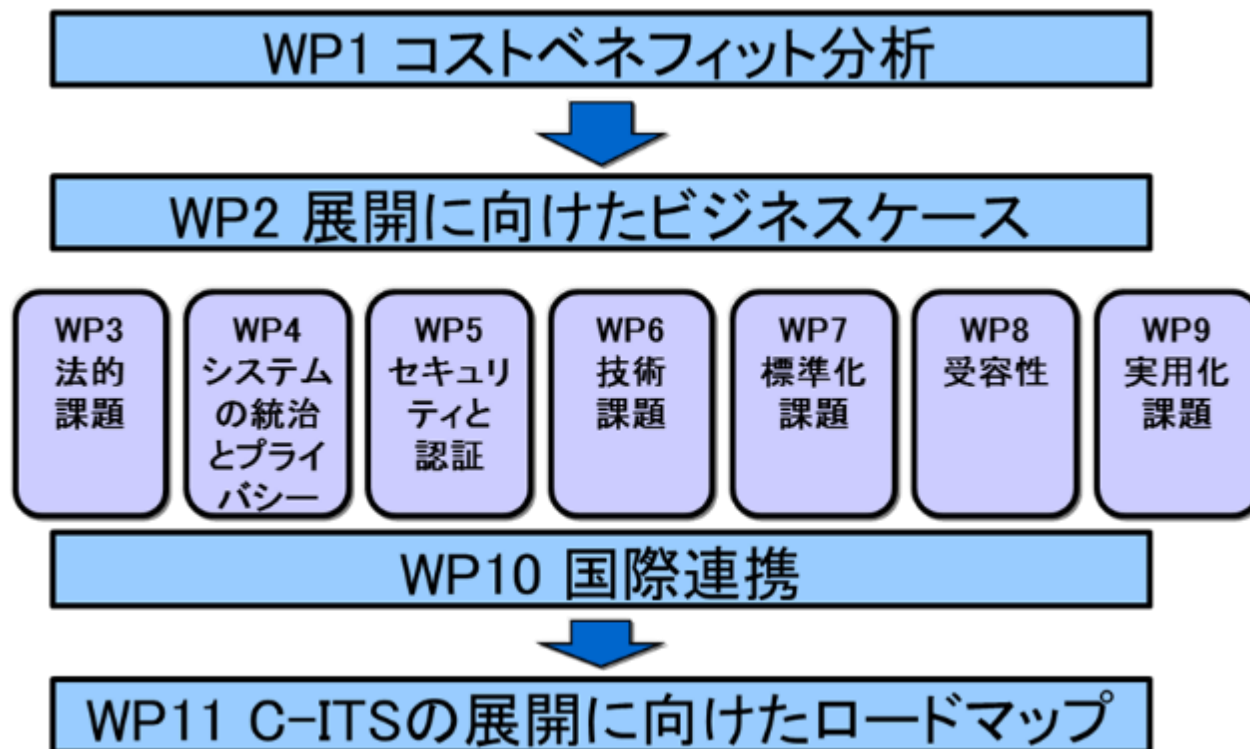 WP1 コストベネフィット分析
WP2 展開に向けたビジネスケース
WP3
法的
課題
WP4
システム
の統治
とプライ
バシー
WP5
セキュリ
ティと
認証
WP6
技術
課題
WP7
標準化
課題
WP8
受容性
WP9
実用化
課題
WP10 国際連携
WP11 C-ITSの展開に向けたロードマップ